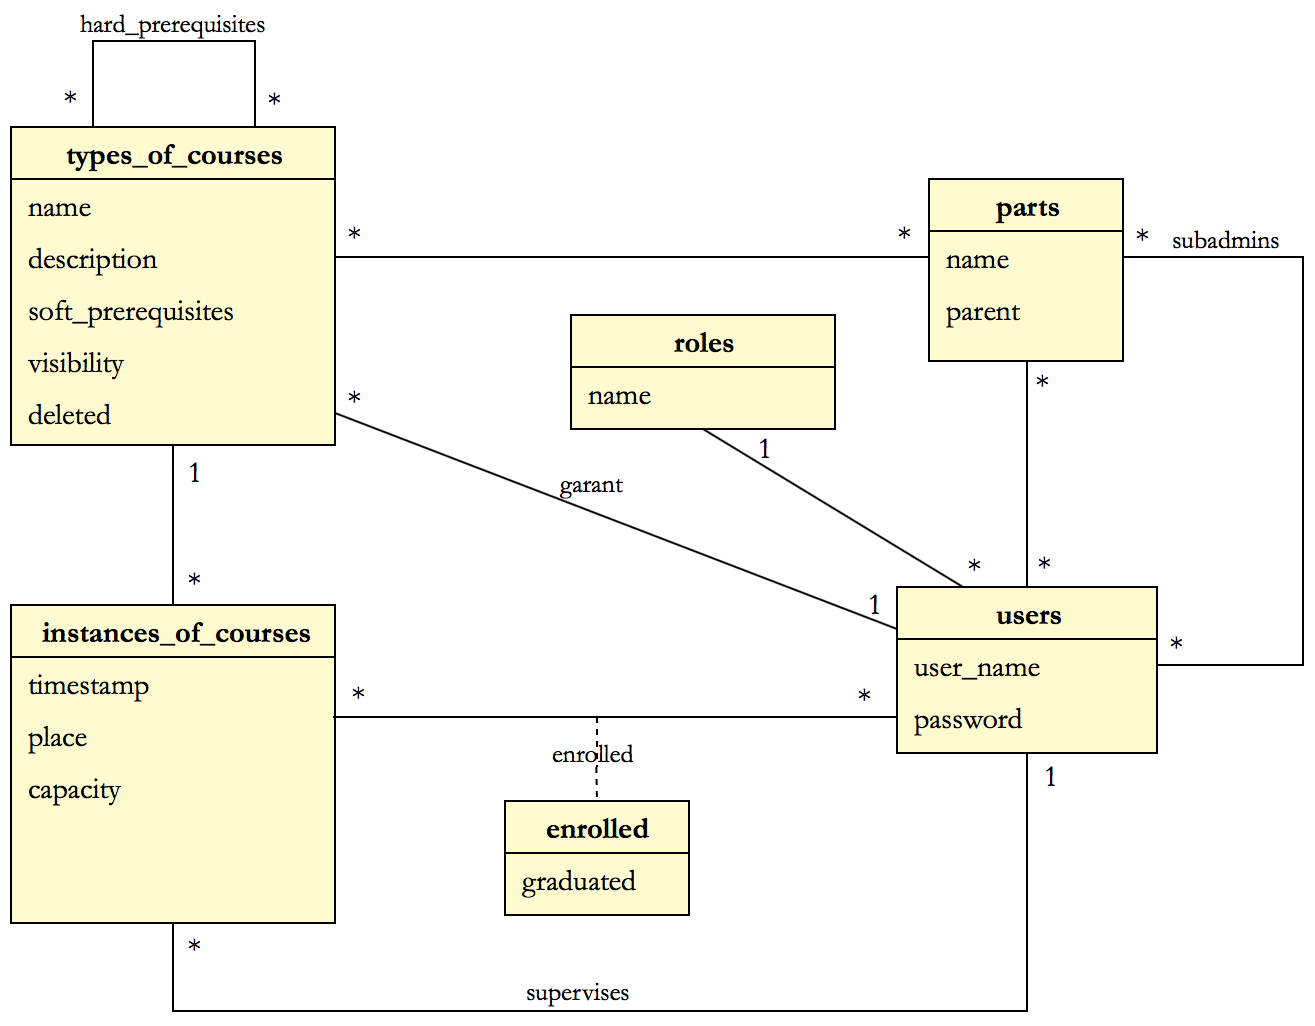 hard_prerequisites
* *
types_of_courses
name
description
soft_prerequisites
visibility
deleted
* *
parts
name
parent
* subadmins
roles
name
*
*
garant
1
1
1
* *
*
*
instances_of_courses
timestamp
place
capacity
users
user_name
password
*
* *
enrolled
enrolled
graduated
1
*
supervises